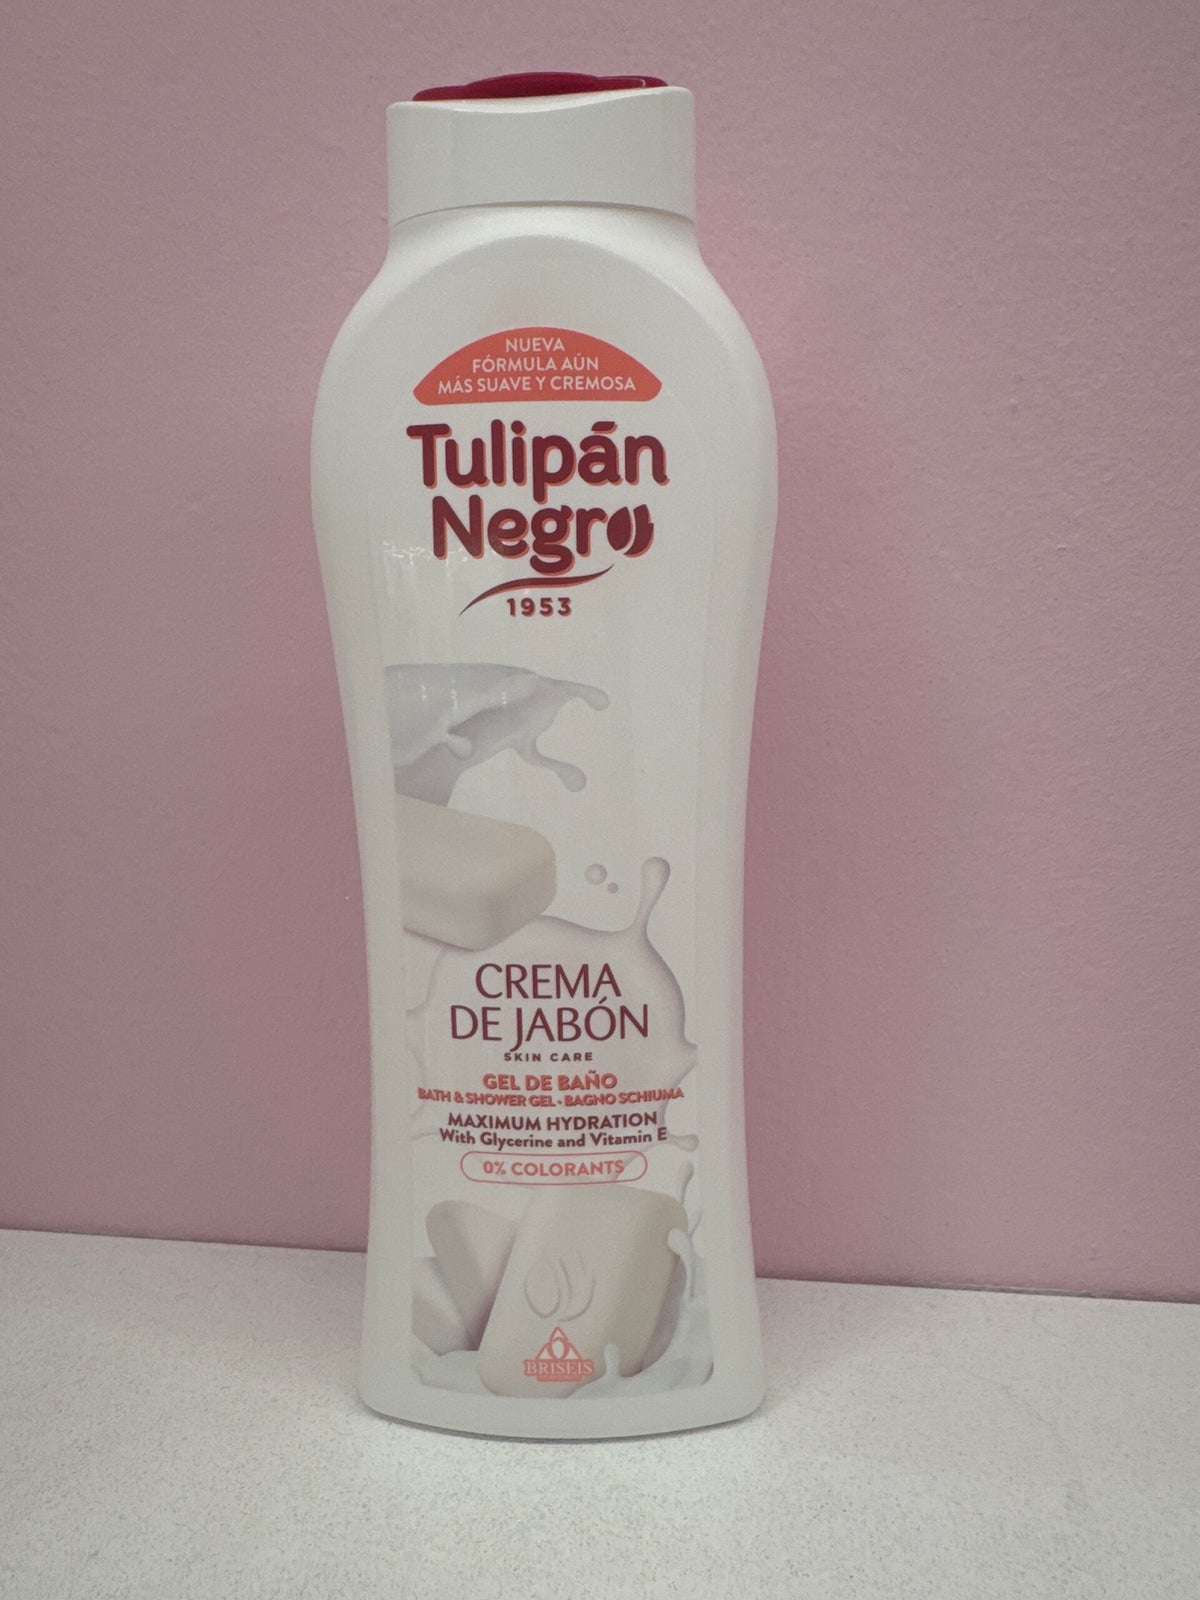 NUEVA
FÓRMULA AÚN
MÁS SUAVE Y CREMOSA
Tulipán
Negro
1953
CREMA
DE JABÓN
SKIN CARE
GEL DE BAÑO
BATH & SHOWER GEL • BAGNO SCHIUMA
MAXIMUM HYDRATION
With Glycerine and Vitamin E
0% COLORANTS
BRISEIS